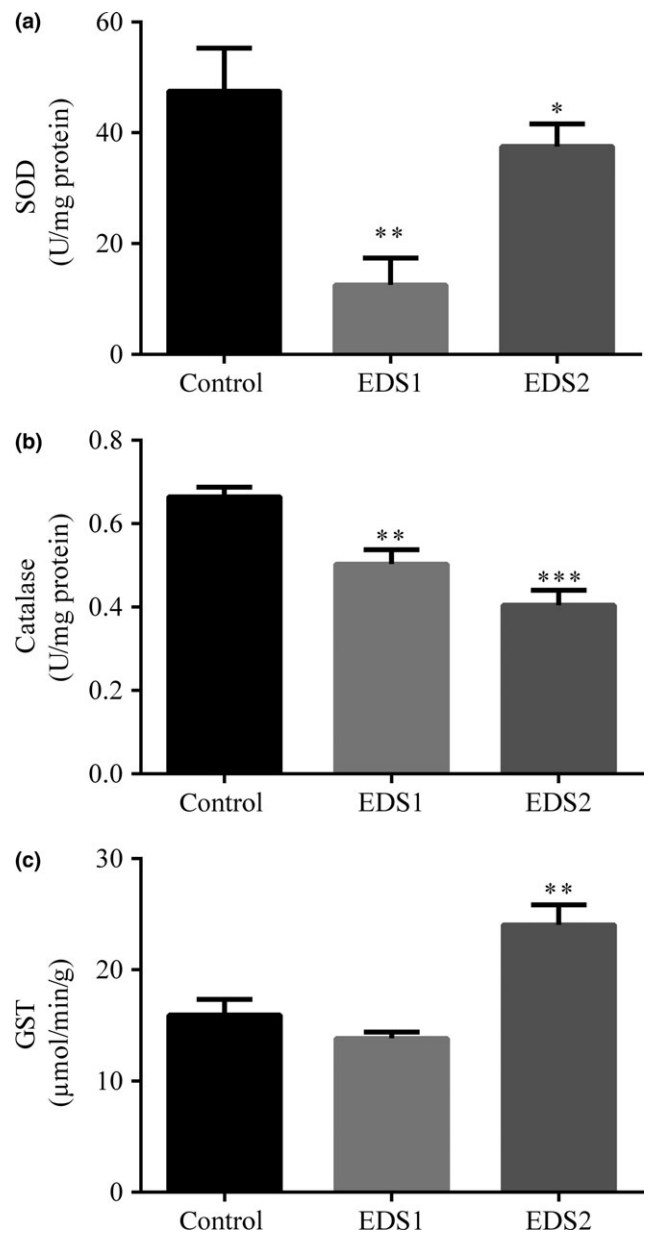 (a)
60
40
20
0
SOD
(U/mg protein)
**
*
Control EDS1 EDS2
(b)
0.8
0.6
0.4
0.2
0.0
Catalase
(U/mg protein)
**
***
Control EDS1 EDS2
(c)
30
20
10
0
GST
(µmol/min/g)
**
Control EDS1 EDS2